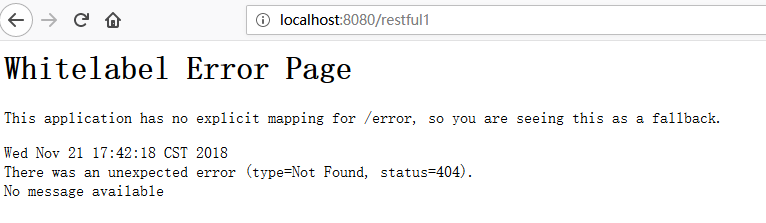 localhost:8080/restful1
Whitelabel Error Page
This application has no explicit mapping for /error, so you are seeing this as a fallback.
Wed Nov 21 17:42:18 CST 2018
There was an unexpected error (type=Not Found, status=404).
No message available